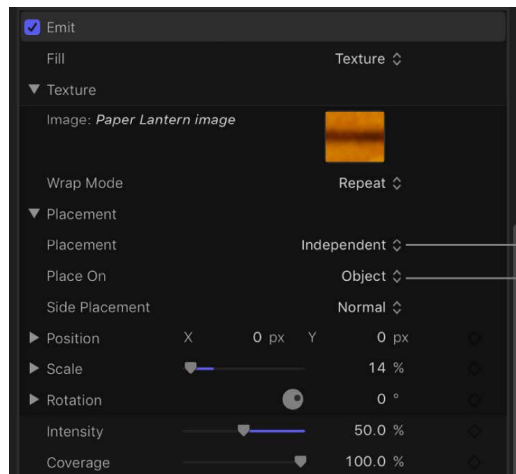 Emit
Fill Texture
Texture
Image: Paper Lantern image
Wrap Mode Repeat
Placement
Placement Independent
Place On Object
Side Placement Normal
Position X 0 px Y 0 px
Scale 14 %
Rotation 0 °
Intensity 50.0 %
Coverage 100.0 %